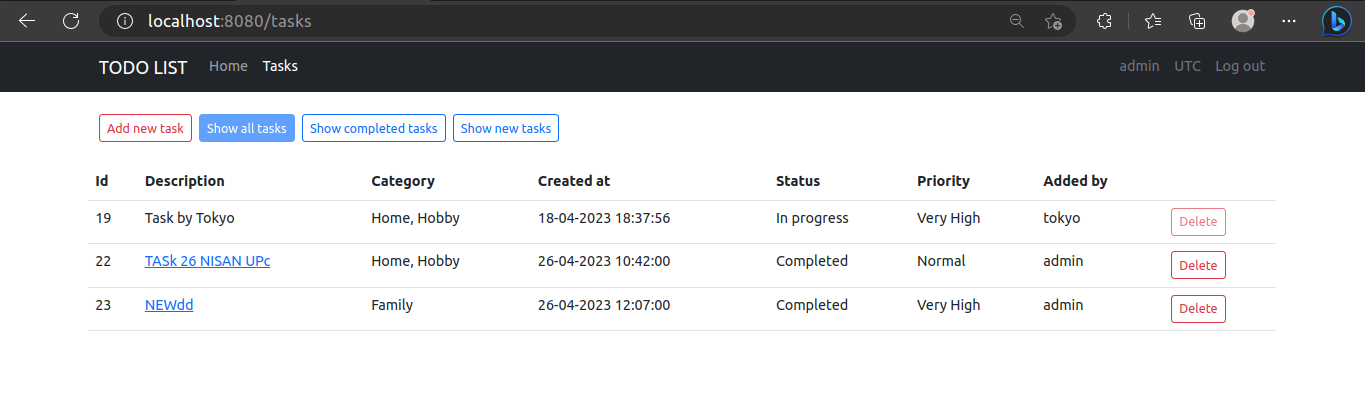 localhost:8080/tasks
TODO LIST Home Tasks admin UTC Log out
Add new task Show all tasks Show completed tasks Show new tasks
Id Description Category Created at Status Priority Added by
19 Task by Tokyo Home, Hobby 18-04-2023 18:37:56 In progress Very High tokyo Delete
22 TASk 26 NISAN UPc Home, Hobby 26-04-2023 10:42:00 Completed Normal admin Delete
23 NEWdd Family 26-04-2023 12:07:00 Completed Very High admin Delete